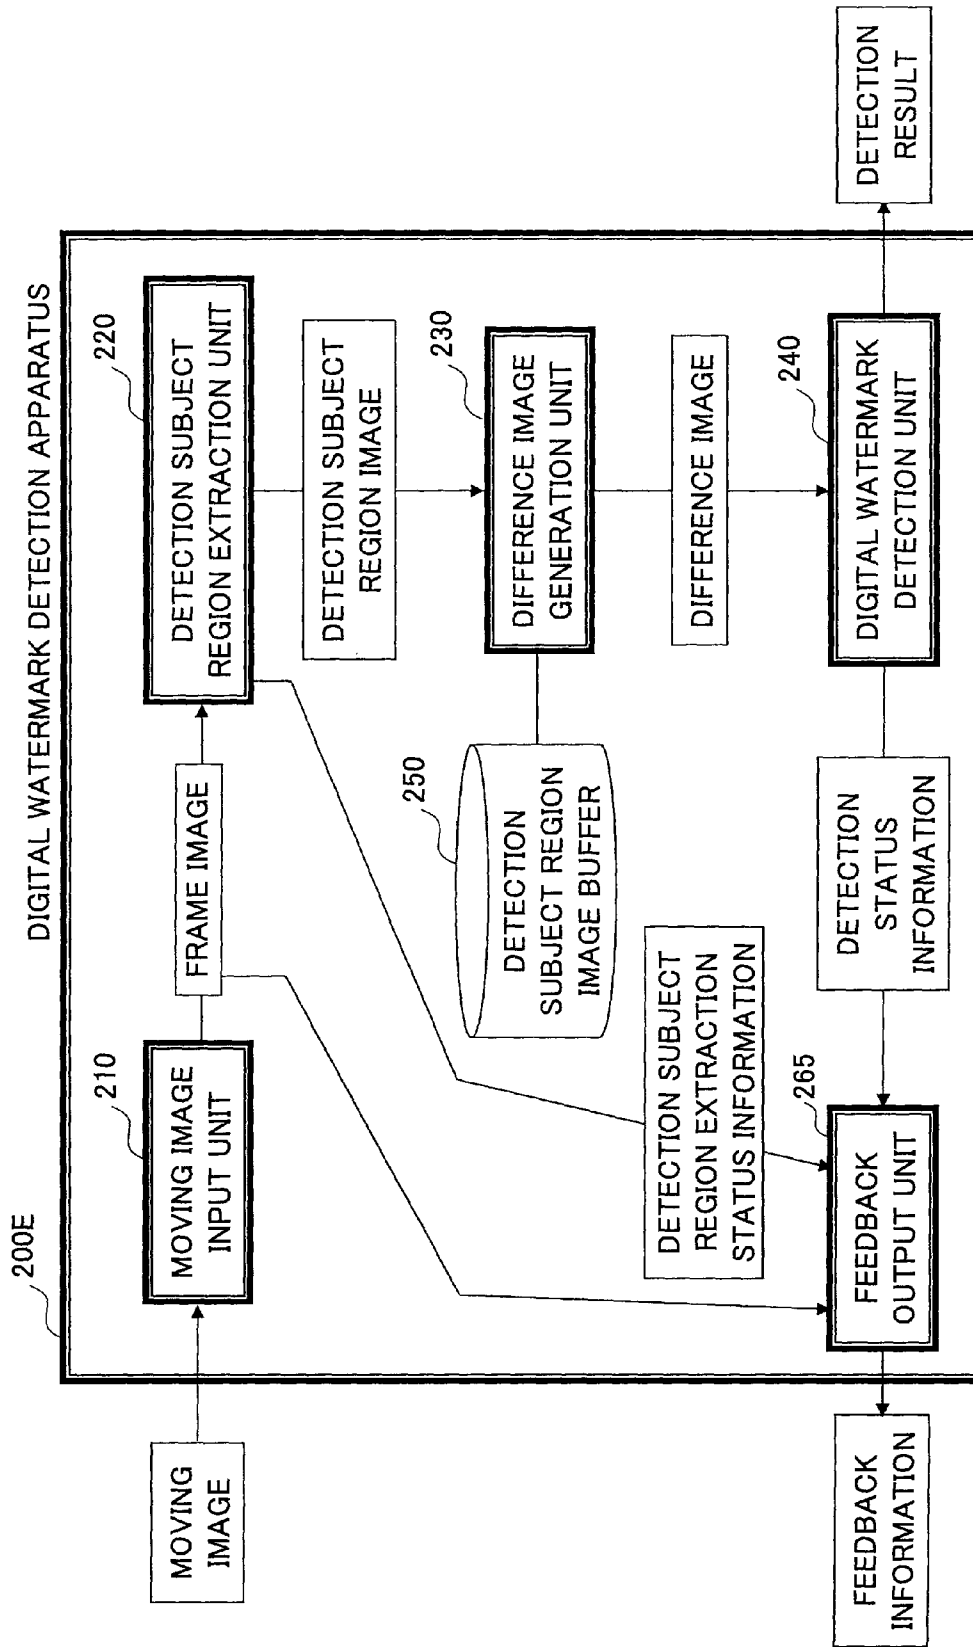 DIGITAL WATERMARK DETECTION APPARATUS
200E
MOVING
IMAGE
210
MOVING IMAGE
INPUT UNIT
FRAME IMAGE
220
DETECTION SUBJECT
REGION EXTRACTION UNIT
DETECTION SUBJECT
REGION IMAGE
250
DETECTION
SUBJECT REGION
IMAGE BUFFER
230
DIFFERENCE IMAGE
GENERATION UNIT
DETECTION SUBJECT
REGION EXTRACTION
STATUS INFORMATION
DIFFERENCE IMAGE
FEEDBACK
INFORMATION
265
FEEDBACK
OUTPUT UNIT
DETECTION
STATUS
INFORMATION
240
DIGITAL WATERMARK
DETECTION UNIT
DETECTION
RESULT